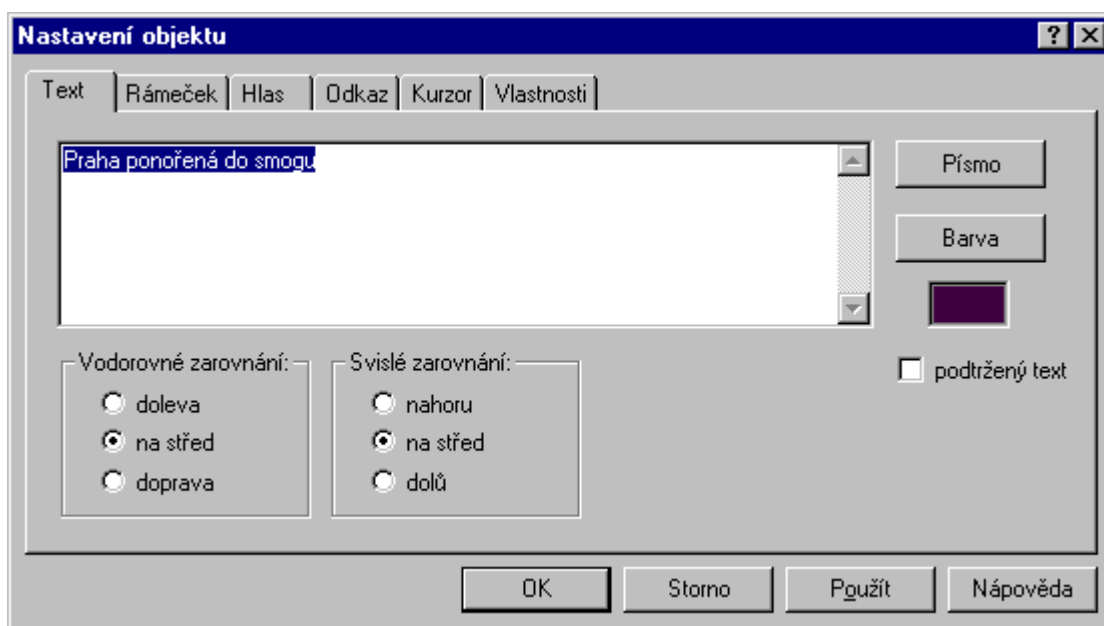 Nastavení objektu
Text Rámeček Hlas Odkaz Kurzor Vlastnosti
Praha ponořená do smogu
Písmo
Barva
Vodorovné zarovnání: Svislé zarovnání:
podtržený text
doleva nahoru
na střed na střed
doprava dolů
OK Storno Použít Nápověda